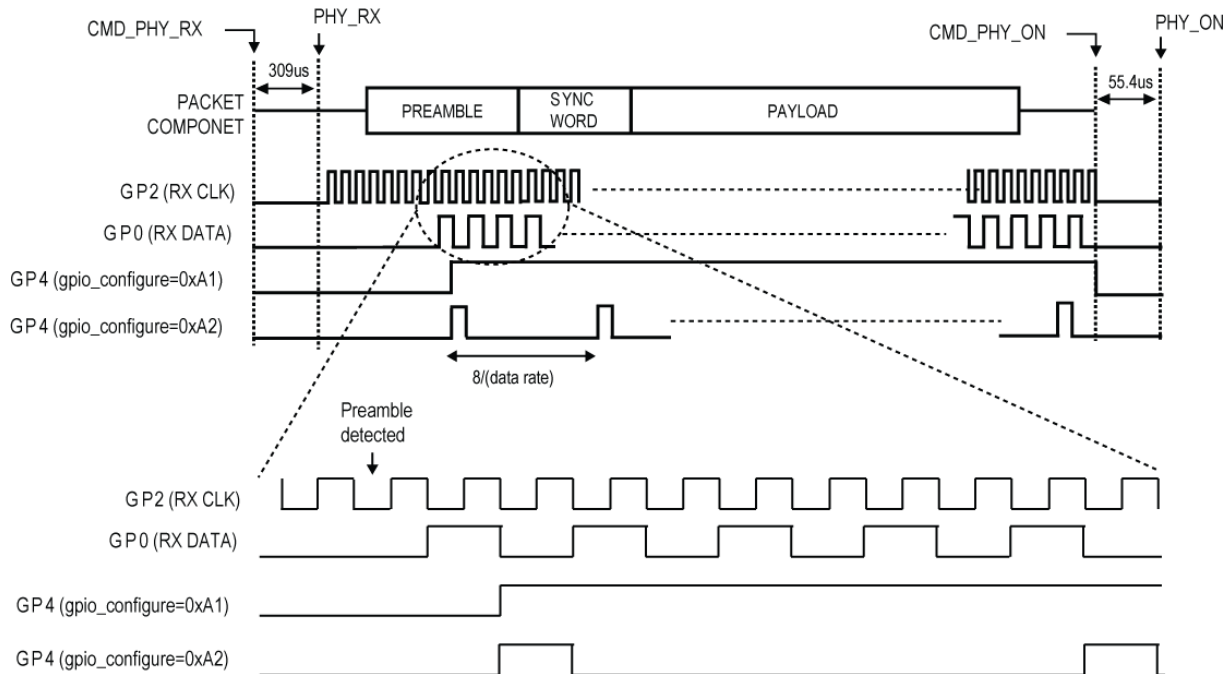 CMD_PHY_RX
PHY_RX
CMD_PHY_ON
PHY_ON
309us
55.4us
PACKET
COMPONET
PREAMBLE
SYNC
WORD
PAYLOAD
GP2 (RX CLK)
GP0 (RX DATA)
GP4 (gpio_configure=0xA1)
GP4 (gpio_configure=0xA2)
8/(data rate)
Preamble
detected
GP2 (RX CLK)
GP0 (RX DATA)
GP4 (gpio_configure=0xA1)
GP4 (gpio_configure=0xA2)